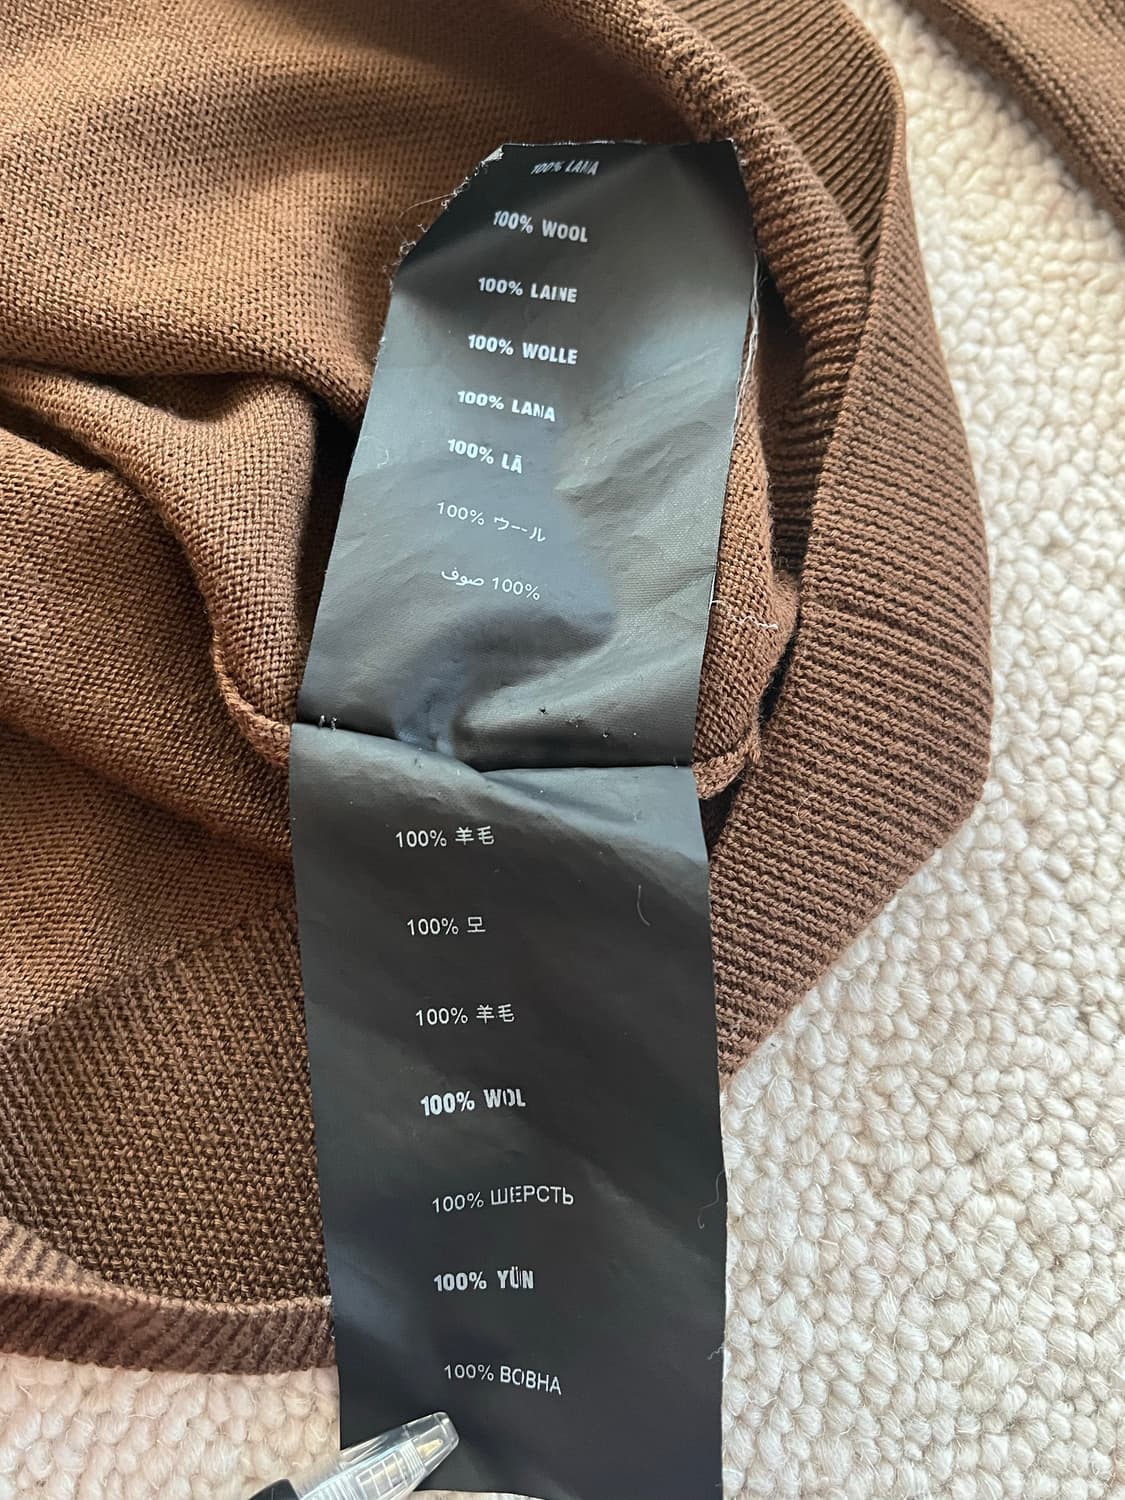 100% LANA
100% WOOL
100% LAINE
100% WOLLE
100% LANA
100% LÃ
100% ウール
100% صوف
100% 羊毛
100% 모
100% 羊毛
100% WOL
100% ШЕРСТЬ
100% YÜN
100% ВОВНА